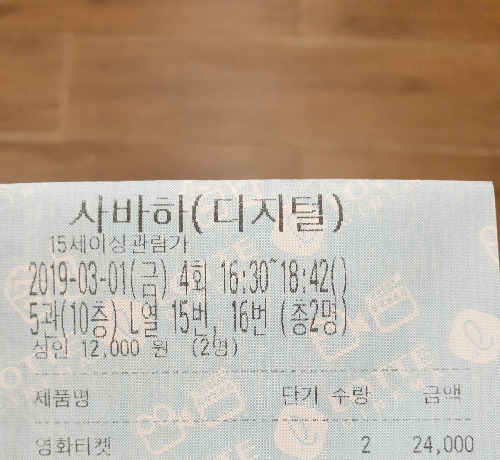 사바하(디지털)
15세이상관람가
2019-03-01(금) 4회 16:30~18:42()
5관(10층) L열 15번, 16번 (총2명)
성인 12,000 원 (2명)
제품명 단가 수량 금액
영화티켓 2 24,000
LOTTE